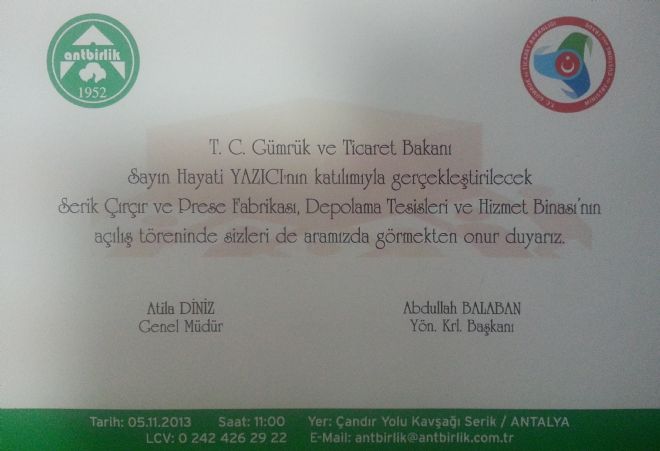 antbirlik
1952
T. C. Gümrük ve Ticaret Bakanı
Sayın Hayati YAZICI'nın katılımıyla gerçekleştirilecek
Serik Çırçır ve Prese Fabrikası, Depolama Tesisleri ve Hizmet Binası'nın
açılış töreninde sizleri de aramızda görmekten onur duyarız.
Atila DİNİZ
Genel Müdür
Abdullah BALABAN
Yön. Krl. Başkanı
Tarih: 05.11.2013 Saat: 11:00 Yer: Çandır Yolu Kavşağı Serik / ANTALYA
LCV: 0 242 426 29 22 E-Mail: antbirlik@antbirlik.com.tr